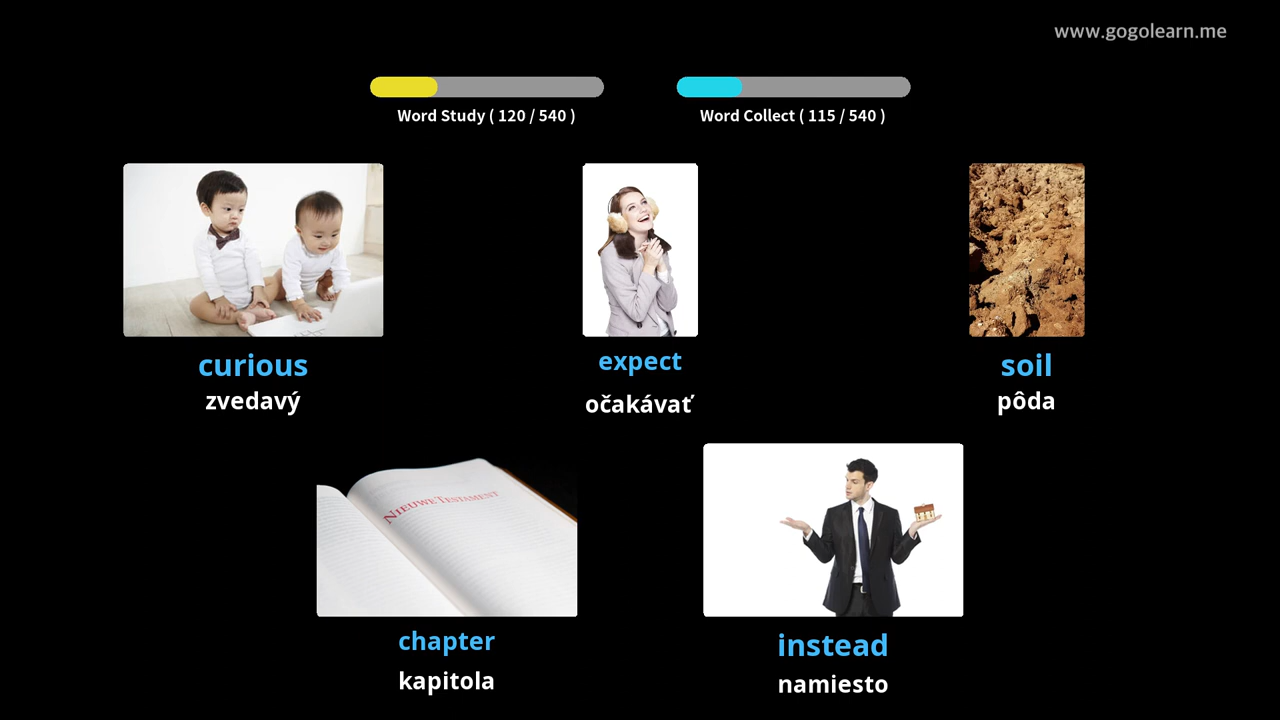 www.gogolearn.me
Word Study ( 120 / 540 )
Word Collect ( 115 / 540 )
curious
zvedavý
expect
očakávať
soil
pôda
NIEUWE TESTAMENT
chapter
kapitola
instead
namiesto